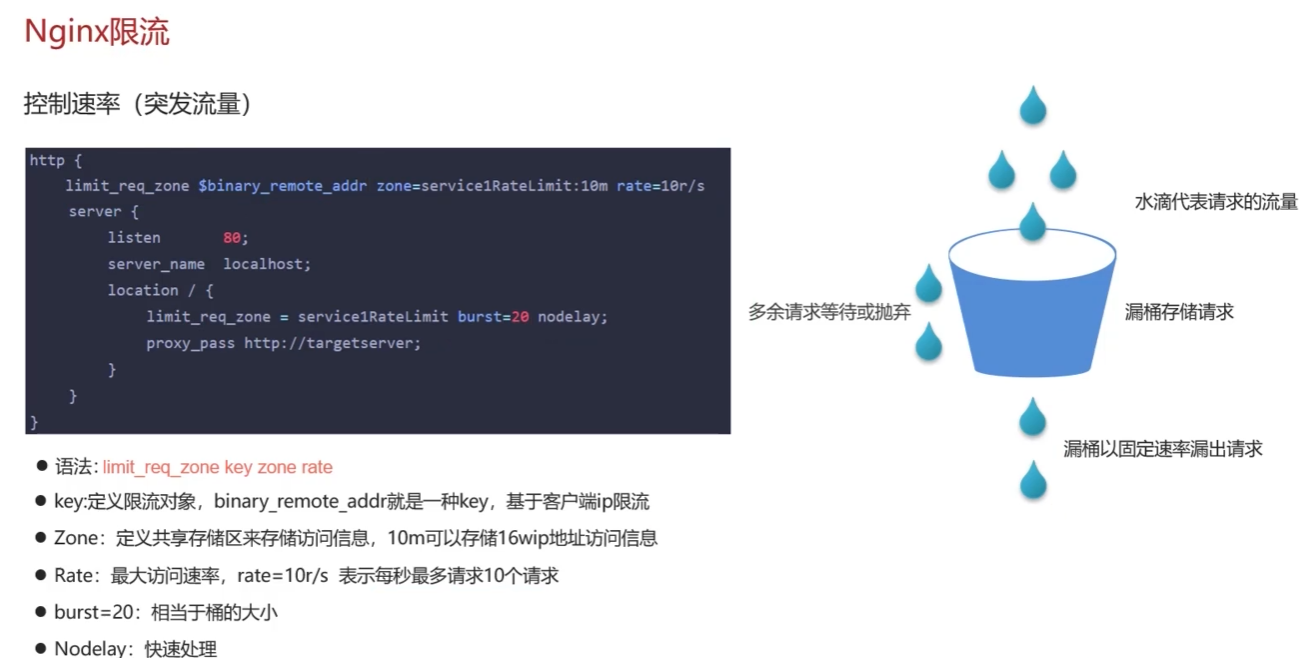 Nginx限流
控制速率（突发流量）
http {
limit_req_zone $binary_remote_addr zone=service1RateLimit:10m rate=10r/s
server {
listen 80;
server_name localhost;
location / {
limit_req_zone = service1RateLimit burst=20 nodelay;
proxy_pass http://targetserver;
}
}
}
语法: limit_req_zone key zone rate
key:定义限流对象，binary_remote_addr就是一种key，基于客户端ip限流
Zone：定义共享存储区来存储访问信息，10m可以存储16wip地址访问信息
Rate：最大访问速率，rate=10r/s 表示每秒最多请求10个请求
burst=20：相当于桶的大小
Nodelay：快速处理
水滴代表请求的流量
多余请求等待或抛弃
漏桶存储请求
漏桶以固定速率漏出请求